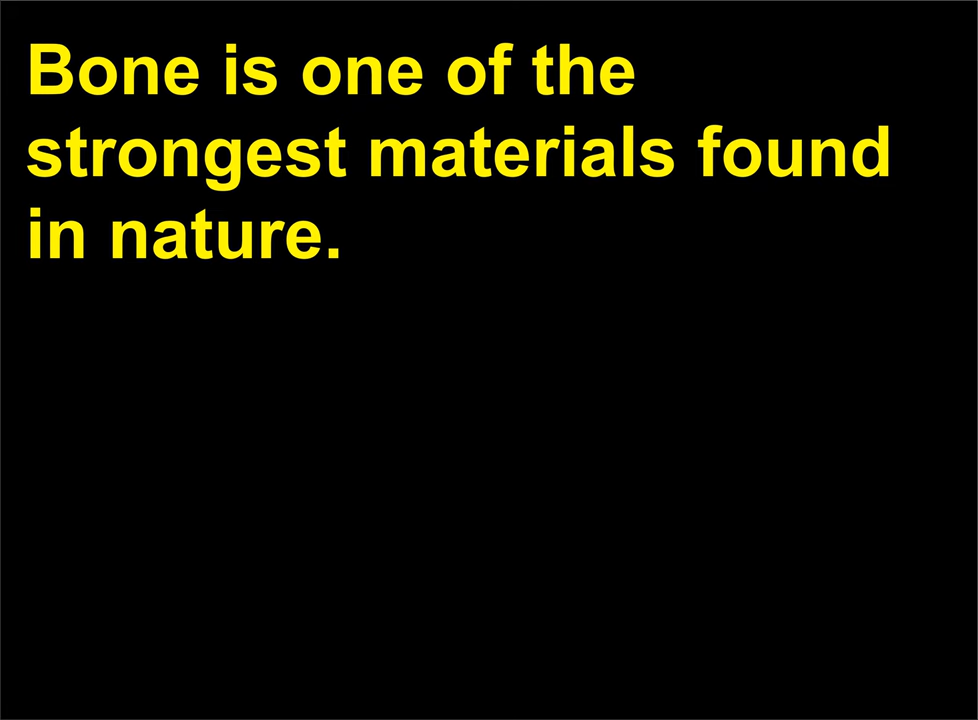 Bone is one of the
strongest materials found
in nature.